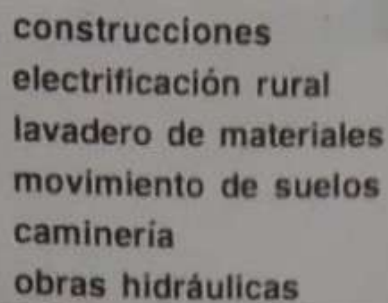 construcciones
electrificación rural
lavadero de materiales
movimiento de suelos
caminería
obras hidráulicas